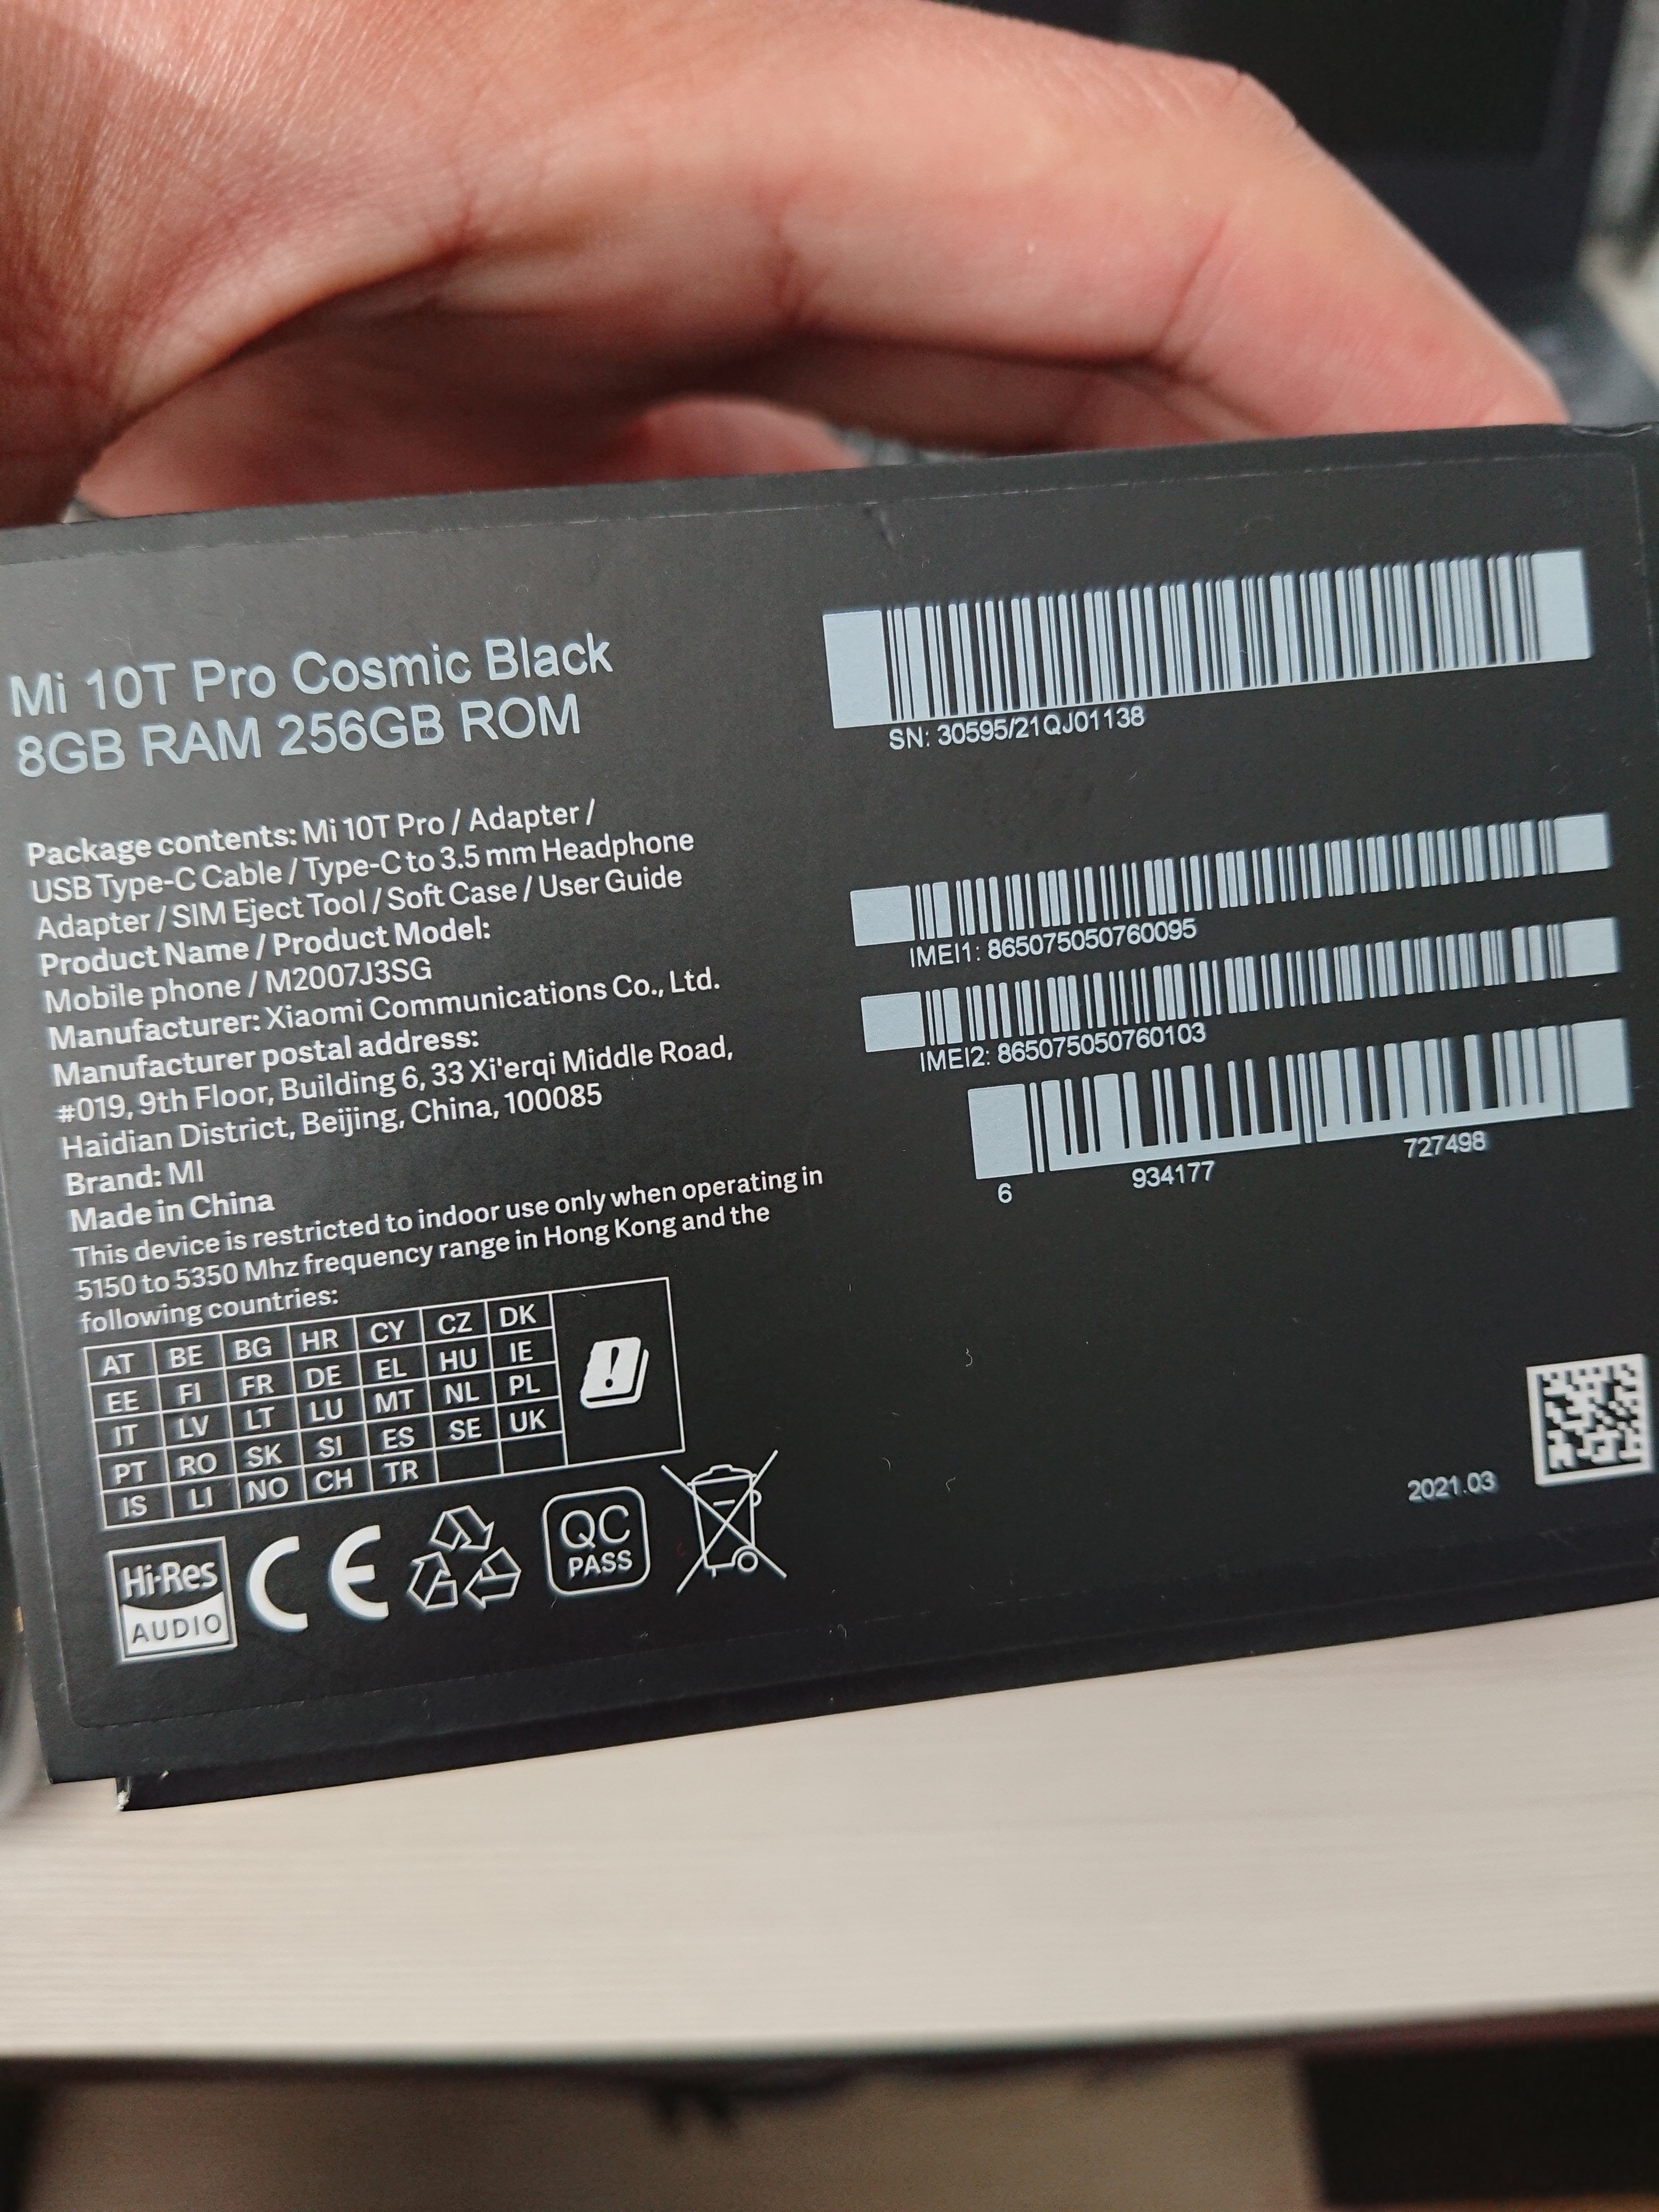 Mi 10T Pro Cosmic Black
8GB RAM 256GB ROM
Package contents: Mi 10T Pro / Adapter /
USB Type-C Cable / Type-C to 3.5 mm Headphone
Adapter / SIM Eject Tool / Soft Case / User Guide
Product Name / Product Model:
Mobile phone / M2007J3SG
Manufacturer: Xiaomi Communications Co., Ltd.
Manufacturer postal address:
#019, 9th Floor, Building 6, 33 Xi'erqi Middle Road,
Haidian District, Beijing, China, 100085
Brand: MI
Made in China
This device is restricted to indoor use only when operating in
5150 to 5350 Mhz frequency range in Hong Kong and the
following countries:
AT BE BG HR CY CZ DK
EE FI FR DE EL HU IE
IT LV LT LU MT NL PL
PT RO SK SI ES SE UK
IS LI NO CH TR
Hi-Res
AUDIO
CE
QC
PASS
SN: 30595/21QJ01138
IMEI1: 865075050760095
IMEI2: 865075050760103
6 934177 727498
2021.03